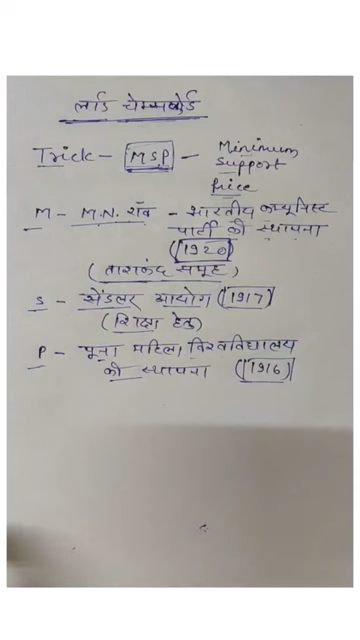 लार्ड चेम्सफोर्ड
Trick - MSP - Minimum
support
Price
M - M.N. रॉय - भारतीय कम्यूनिस्ट
पार्टी की स्थापना
(1920)
(ताशकंद समूह)
S - सैडलर आयोग (1917)
(शिक्षा हेतु)
P - पूना महिला विश्वविद्यालय
की स्थापना (1916)